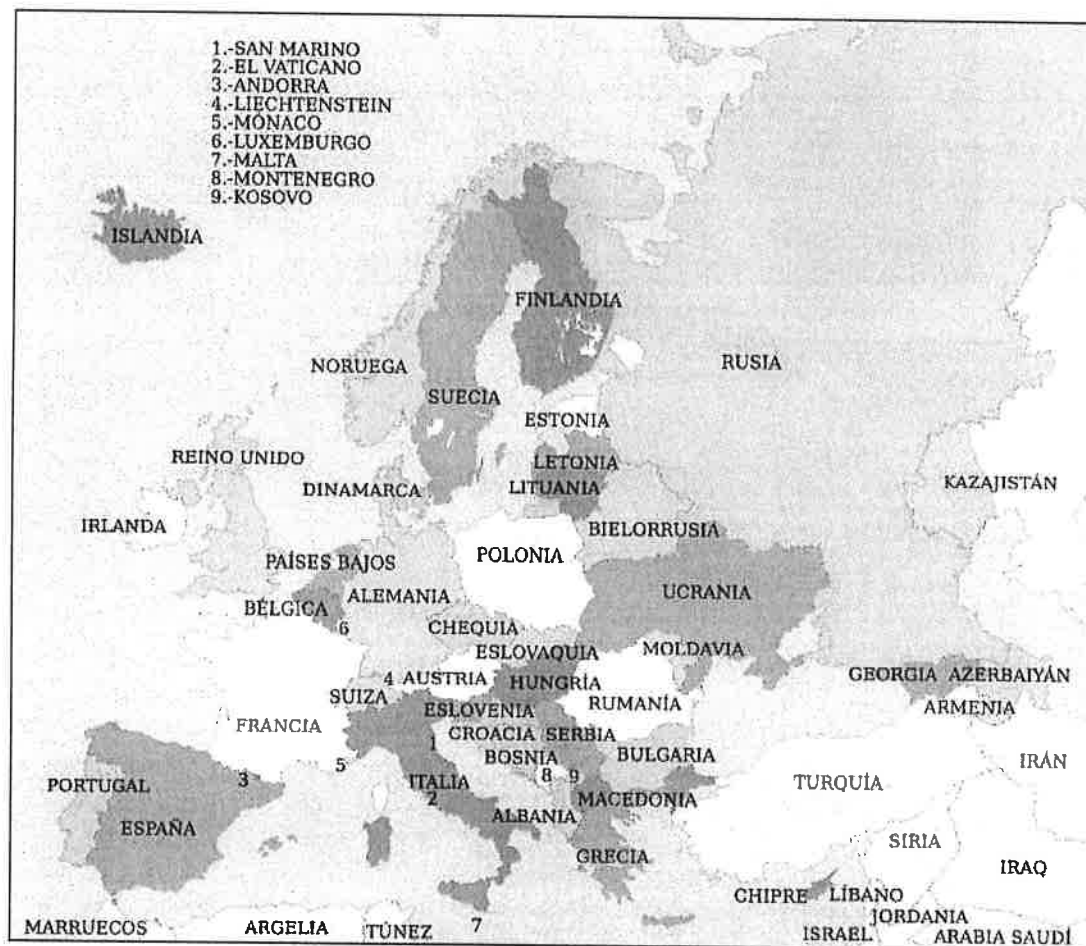 1.-SAN MARINO
2.-EL VATICANO
3.-ANDORRA
4.-LIECHTENSTEIN
5.-MÓNACO
6.-LUXEMBURGO
7.-MALTA
8.-MONTENEGRO
9.-KOSOVO
ISLANDIA
FINLANDIA
NORUEGA
RUSIA
SUECIA
ESTONIA
REINO UNIDO
LETONIA
DINAMARCA
LITUANIA
KAZAJISTÁN
IRLANDA
BIELORRUSIA
POLONIA
PAÍSES BAJOS
UCRANIA
BÉLGICA
ALEMANIA
6
CHEQUIA
ESLOVAQUIA
MOLDAVIA
4
AUSTRIA
HUNGRÍA
GEORGIA
AZERBAIYÁN
SUIZA
RUMANÍA
ESLOVENIA
ARMENIA
FRANCIA
CROACIA
SERBIA
1
BOSNIA
BULGARIA
IRÁN
5
3
8
9
PORTUGAL
ITALIA
TURQUÍA
2
MACEDONIA
ALBANIA
ESPAÑA
SIRIA
GRECIA
IRAQ
CHIPRE
LÍBANO
MARRUECOS
ARGELIA
TÚNEZ
7
JORDANIA
ISRAEL
ARABIA SAUDÍ